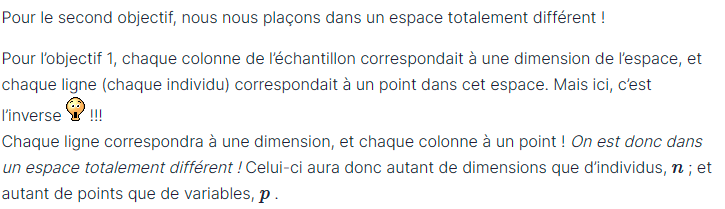 Pour le second objectif, nous nous plaçons dans un espace totalement différent !
Pour l’objectif 1, chaque colonne de l’échantillon correspondait à une dimension de l’espace, et
chaque ligne (chaque individu) correspondait à un point dans cet espace. Mais ici, c’est
l’inverse !!!
Chaque ligne correspondra à une dimension, et chaque colonne à un point ! On est donc dans
un espace totalement différent ! Celui-ci aura donc autant de dimensions que d’individus, n ; et
autant de points que de variables, p .